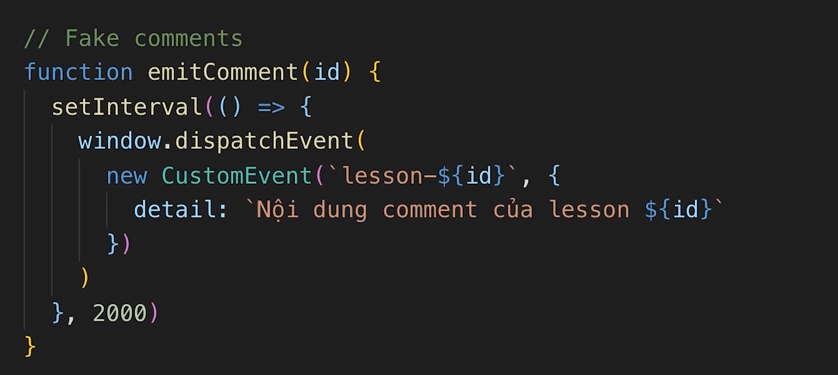 // Fake comments
function emitComment(id) {
  setInterval(() => {
    window.dispatchEvent(
      new CustomEvent(`lesson-${id}`, {
        detail: `Nội dung comment của lesson ${id}`
      })
    )
  }, 2000)
}